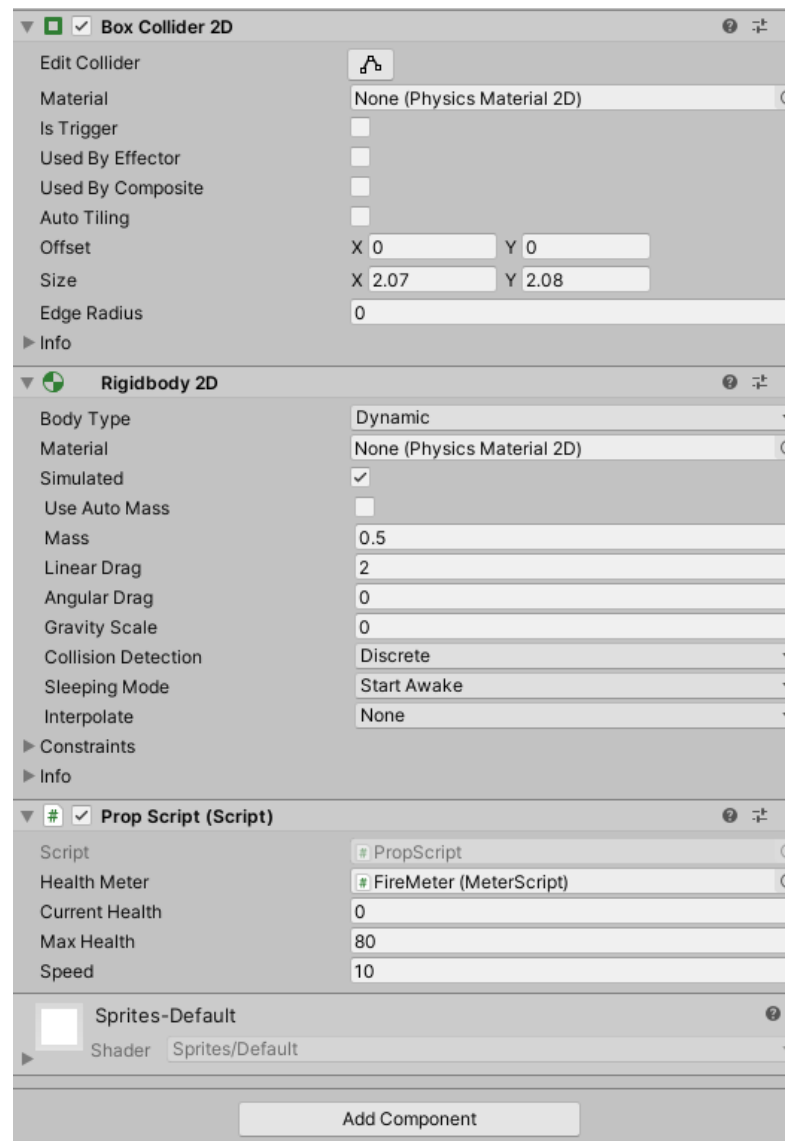 Box Collider 2D
Edit Collider
Material None (Physics Material 2D)
Is Trigger
Used By Effector
Used By Composite
Auto Tiling
Offset X 0 Y 0
Size X 2.07 Y 2.08
Edge Radius 0
Info
Rigidbody 2D
Body Type Dynamic
Material None (Physics Material 2D)
Simulated
Use Auto Mass
Mass 0.5
Linear Drag 2
Angular Drag 0
Gravity Scale 0
Collision Detection Discrete
Sleeping Mode Start Awake
Interpolate None
Constraints
Info
# Prop Script (Script)
Script # PropScript
Health Meter # FireMeter (MeterScript)
Current Health 0
Max Health 80
Speed 10
Sprites-Default
Shader Sprites/Default
Add Component